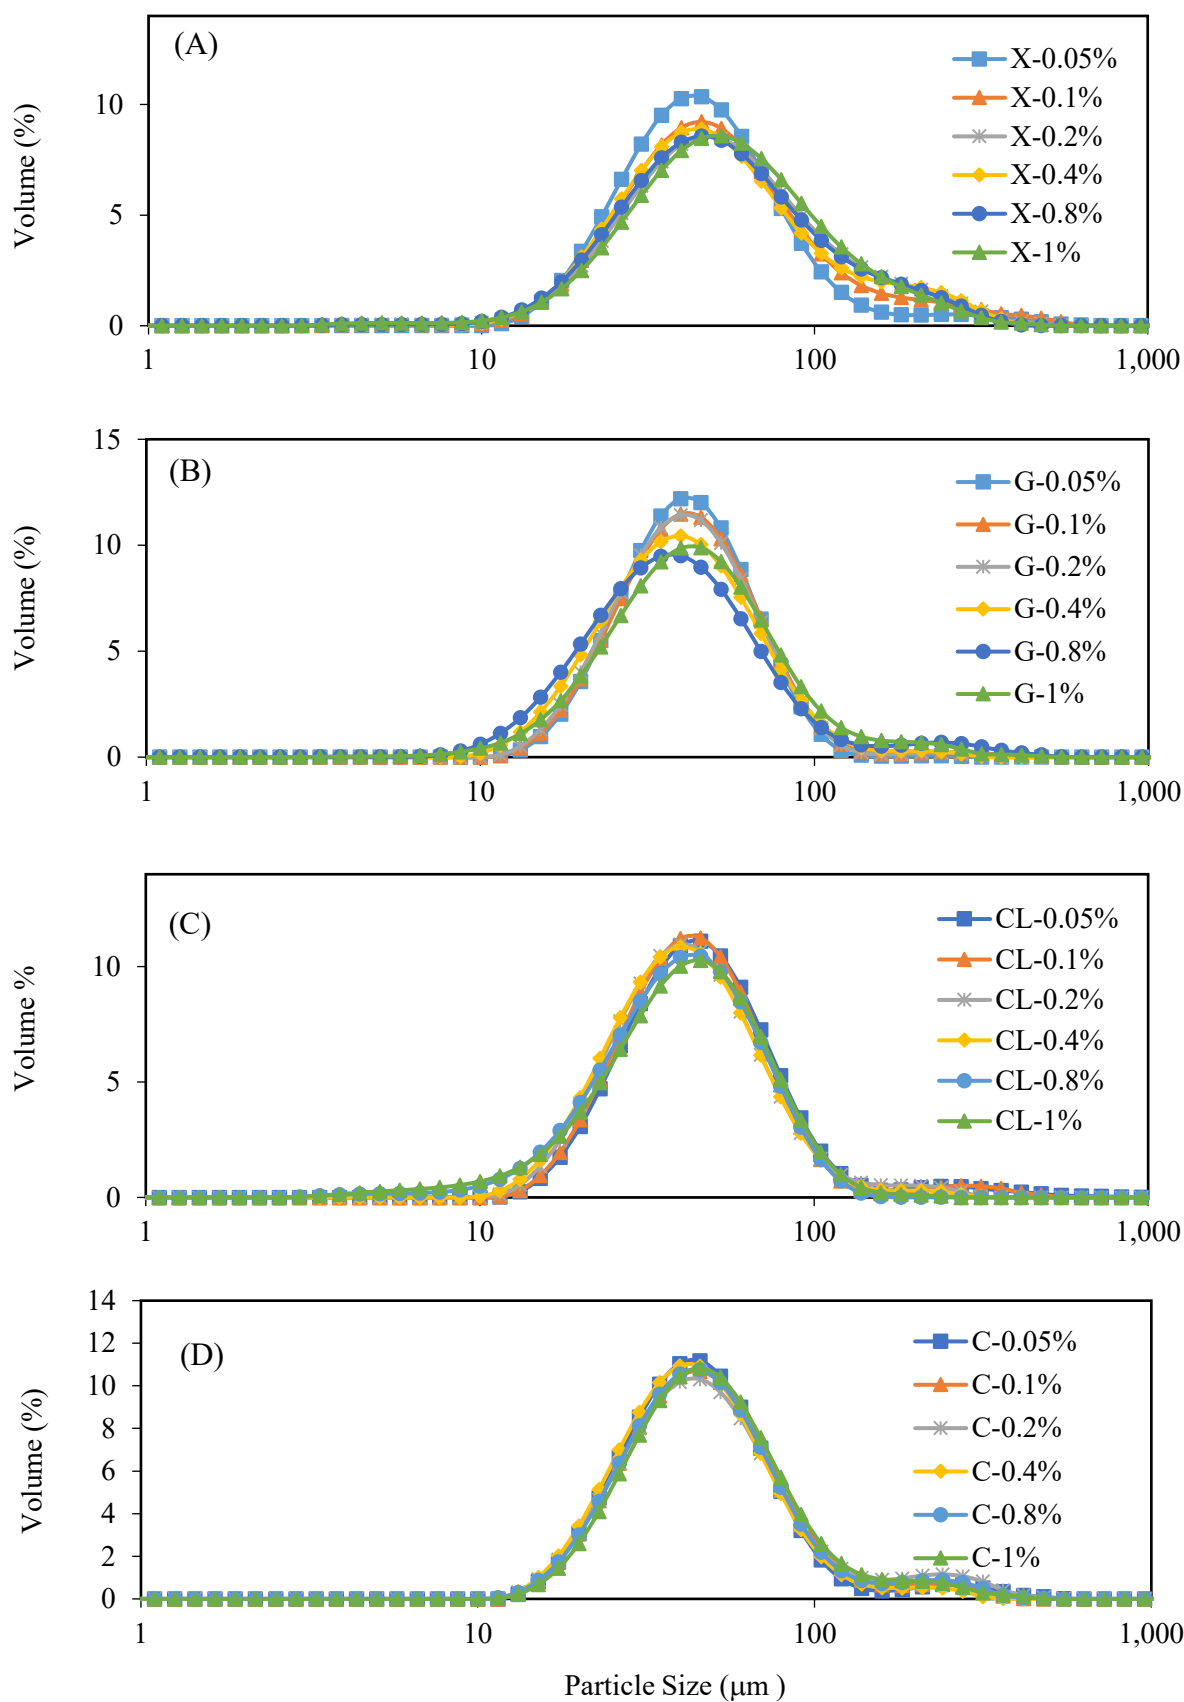 (A)
Volume (%)
10
5
0
X-0.05%
X-0.1%
X-0.2%
X-0.4%
X-0.8%
X-1%
1 10 100 1,000
(B)
Volume (%)
15
10
5
0
G-0.05%
G-0.1%
G-0.2%
G-0.4%
G-0.8%
G-1%
1 10 100 1,000
(C)
Volume %
10
5
0
CL-0.05%
CL-0.1%
CL-0.2%
CL-0.4%
CL-0.8%
CL-1%
1 10 100 1,000
(D)
Volume (%)
14
12
10
8
6
4
2
0
C-0.05%
C-0.1%
C-0.2%
C-0.4%
C-0.8%
C-1%
1 10 100 1,000
Particle Size (μm )